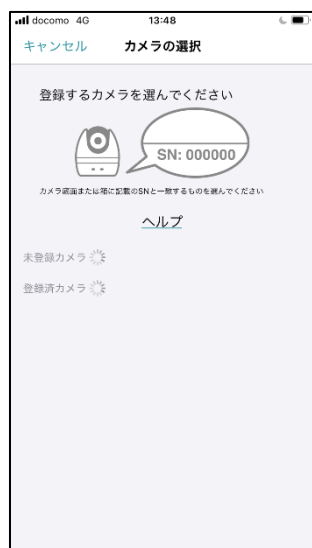 docomo 4G 13:48
キャンセル カメラの選択
登録するカメラを選んでください
SN: 000000
カメラ底面または箱に記載のSNと一致するものを選んでください
ヘルプ
未登録カメラ
登録済カメラ